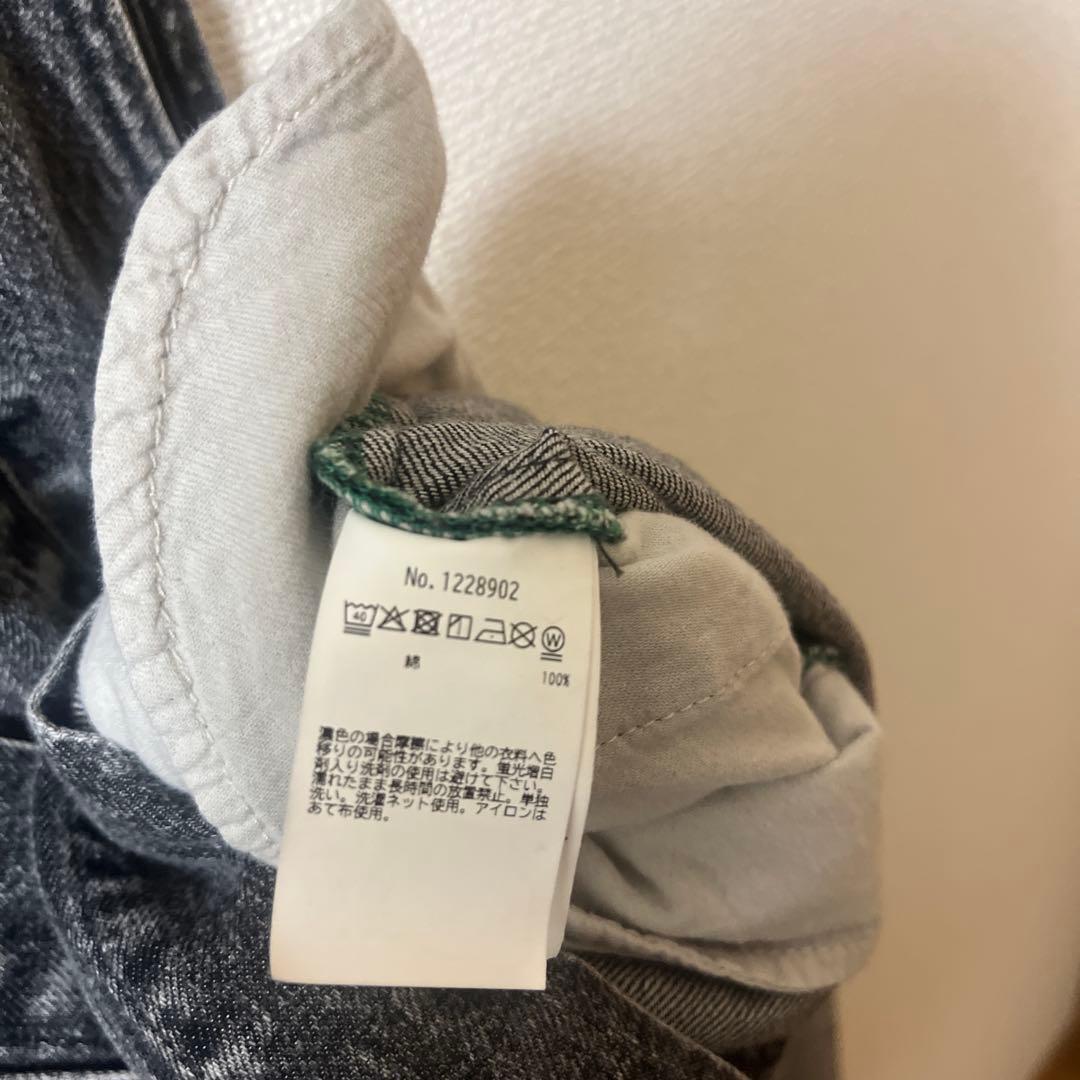 No. 1228902
40 W
綿
100%
濃色の場合摩擦により他の衣料へ色
移りの可能性があります。蛍光増白
剤入り洗剤の使用は避けて下さい。
濡れたまま長時間の放置禁止。単独
洗い。洗濯ネット使用。アイロンは
あて布使用。